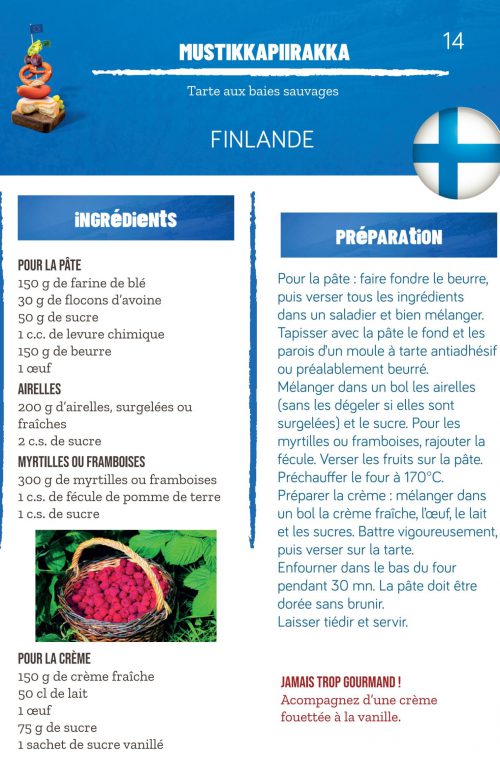 MUSTIKKAPIIRAKKA
14
Tarte aux baies sauvages
FINLANDE
INGRÉDIENTS
POUR LA PÂTE
150 g de farine de blé
30 g de flocons d'avoine
50 g de sucre
1 c.c. de levure chimique
150 g de beurre
1 œuf
AIRELLES
200 g d'airelles, surgelées ou
fraîches
2 c.s. de sucre
MYRTILLES OU FRAMBOISES
300 g de myrtilles ou framboises
1 c.s. de fécule de pomme de terre
1 c.s. de sucre
POUR LA CRÈME
150 g de crème fraîche
50 cl de lait
1 œuf
75 g de sucre
1 sachet de sucre vanillé
PRÉPARATION
Pour la pâte : faire fondre le beurre,
puis verser tous les ingrédients
dans un saladier et bien mélanger.
Tapisser avec la pâte le fond et les
parois d'un moule à tarte antiadhésif
ou préalablement beurré.
Mélanger dans un bol les airelles
(sans les dégeler si elles sont
surgelées) et le sucre. Pour les
myrtilles ou framboises, rajouter la
fécule. Verser les fruits sur la pâte.
Préchauffer le four à 170°C.
Préparer la crème : mélanger dans
un bol la crème fraîche, l'œuf, le lait
et les sucres. Battre vigoureusement,
puis verser sur la tarte.
Enfourner dans le bas du four
pendant 30 mn. La pâte doit être
dorée sans brunir.
Laisser tiédir et servir.
JAMAIS TROP GOURMAND !
Accompagnez d'une crème
fouettée à la vanille.